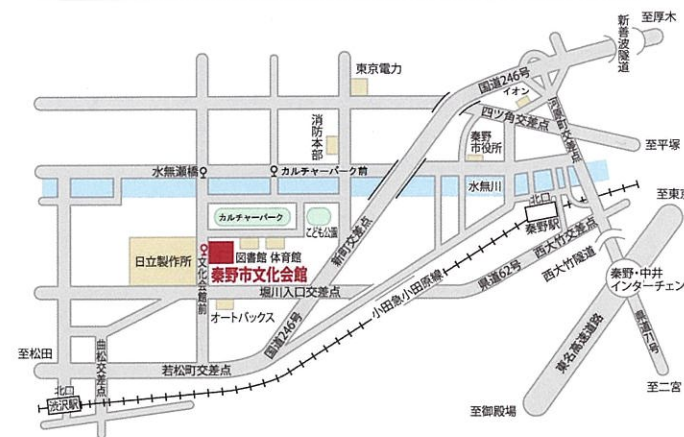 至厚木
新善波隧道
東京電力
国道246号
イオン
消防本部
四ツ角交差点
秦野
市役所
至平塚
水無瀬橋
カルチャーパーク前
水無川
至東京
北口
秦野駅
カルチャーパーク
こども公園
新町交差点
西大竹交差点
西大竹隧道
日立製作所
文化会館前
図書館 体育館
秦野市文化会館
秦野・中井
インターチェン
堀川入口交差点
小田急小田原線
県道62号
オートバックス
国道246号
県道71号
東名高速道路
至松田
曲松交差点
若松町交差点
北口
渋沢駅
至御殿場
至二宮